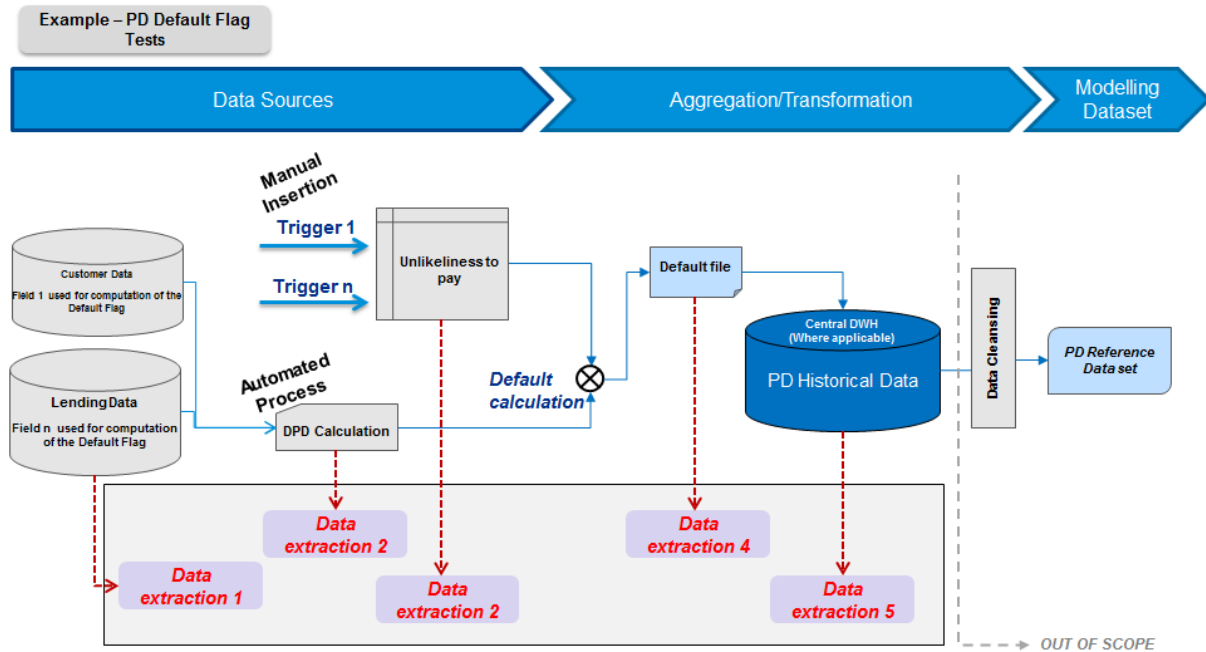 Example – PD Default Flag
Tests
Data Sources
Aggregation/Transformation
Modelling
Dataset
Manual
Insertion
Trigger 1
Trigger n
Unlikeliness to
pay
Customer Data
Field 1 used for computation of the
Default Flag
Lending Data
Field n used for computation
of the Default Flag
Automated
Process
DPD Calculation
Default
calculation
Default file
Central DWH
(Where applicable)
PD Historical Data
Data Cleansing
PD Reference
Data set
Data
extraction 1
Data
extraction 2
Data
extraction 2
Data
extraction 4
Data
extraction 5
OUT OF SCOPE